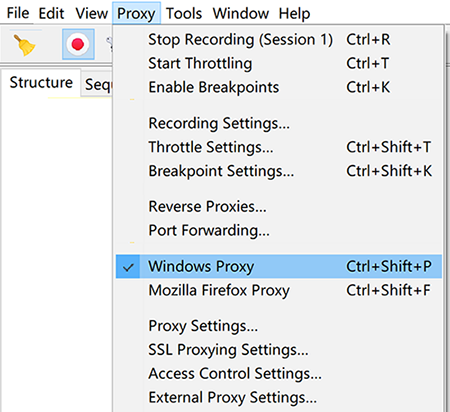 File Edit View Proxy Tools Window Help
Stop Recording (Session 1) Ctrl+R
Start Throttling Ctrl+T
Enable Breakpoints Ctrl+K
Structure Sequ
Recording Settings...
Throttle Settings... Ctrl+Shift+T
Breakpoint Settings... Ctrl+Shift+K
Reverse Proxies...
Port Forwarding...
Windows Proxy Ctrl+Shift+P
Mozilla Firefox Proxy Ctrl+Shift+F
Proxy Settings...
SSL Proxying Settings...
Access Control Settings...
External Proxy Settings...